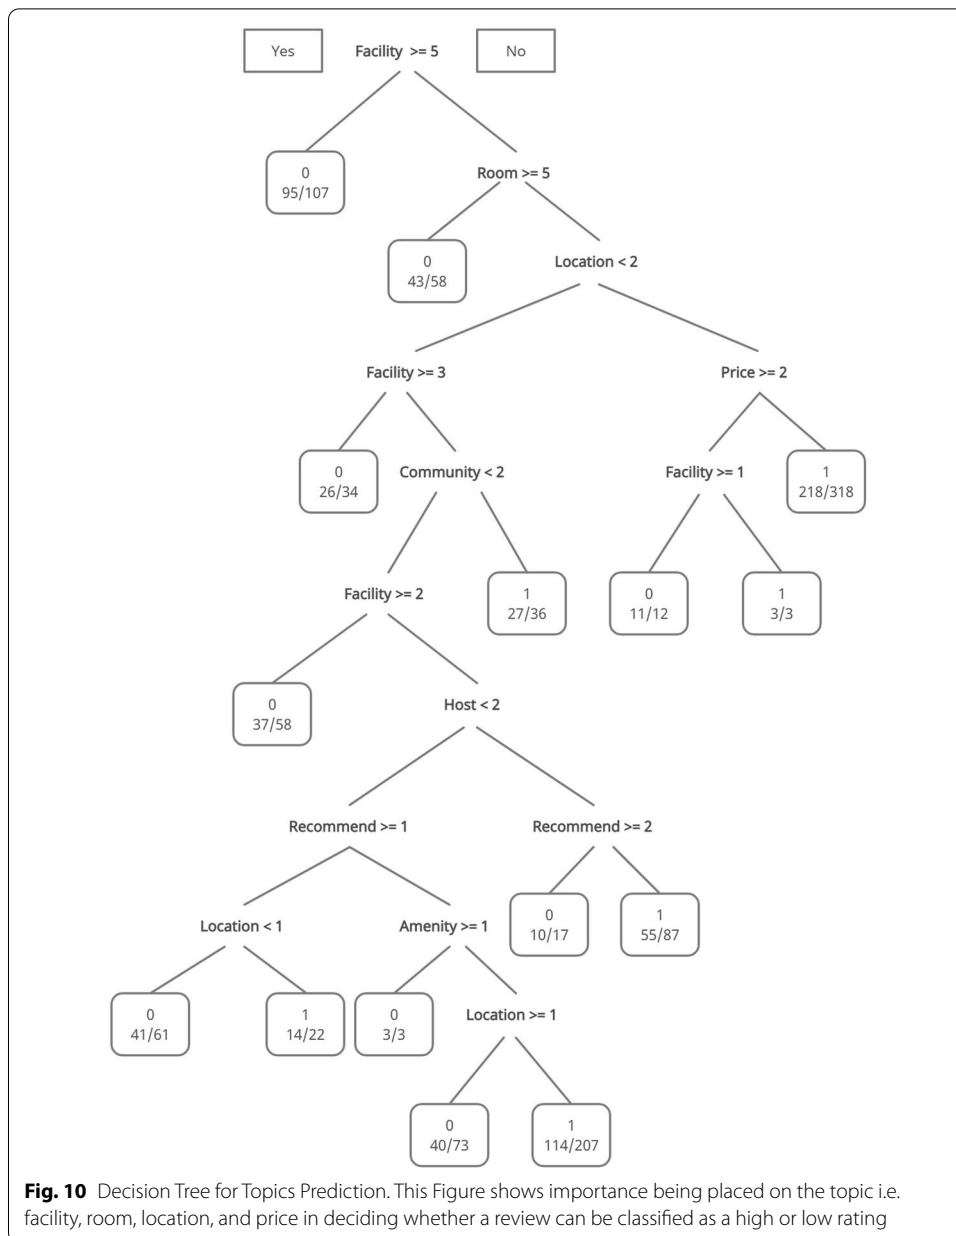 Yes
Facility >= 5
No
0
95/107
Room >= 5
0
43/58
Location < 2
Facility >= 3
Price >= 2
0
26/34
Community < 2
Facility >= 1
1
218/318
Facility >= 2
1
27/36
0
11/12
1
3/3
0
37/58
Host < 2
Recommend >= 1
Recommend >= 2
Location < 1
Amenity >= 1
0
10/17
1
55/87
0
41/61
1
14/22
0
3/3
Location >= 1
0
40/73
1
114/207
Fig. 10 Decision Tree for Topics Prediction. This Figure shows importance being placed on the topic i.e.
facility, room, location, and price in deciding whether a review can be classified as a high or low rating